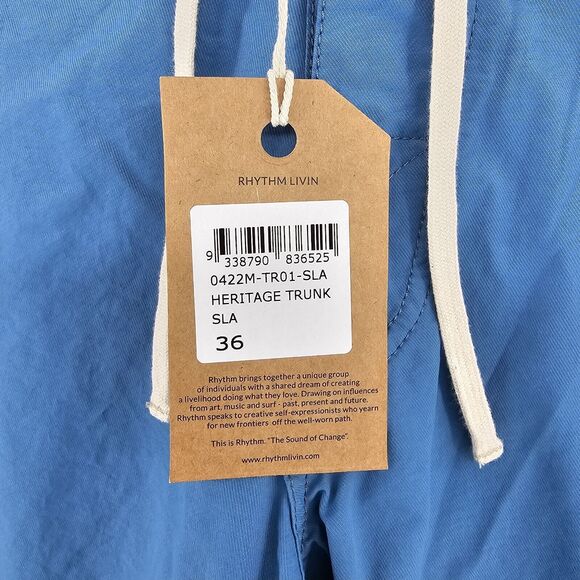 RHYTHM LIVIN
9 338790 836525
0422M-TR01-SLA
HERITAGE TRUNK
SLA
36
Rhythm brings together a unique group
of individuals with a shared dream of creating
a livelihood doing what they love. Drawing on influences
from art, music and surf - past, present and future.
Rhythm speaks to creative self-expressionists who yearn
for new frontiers off the well-worn path.
This is Rhythm. "The Sound of Change".
www.rhythmlivin.com